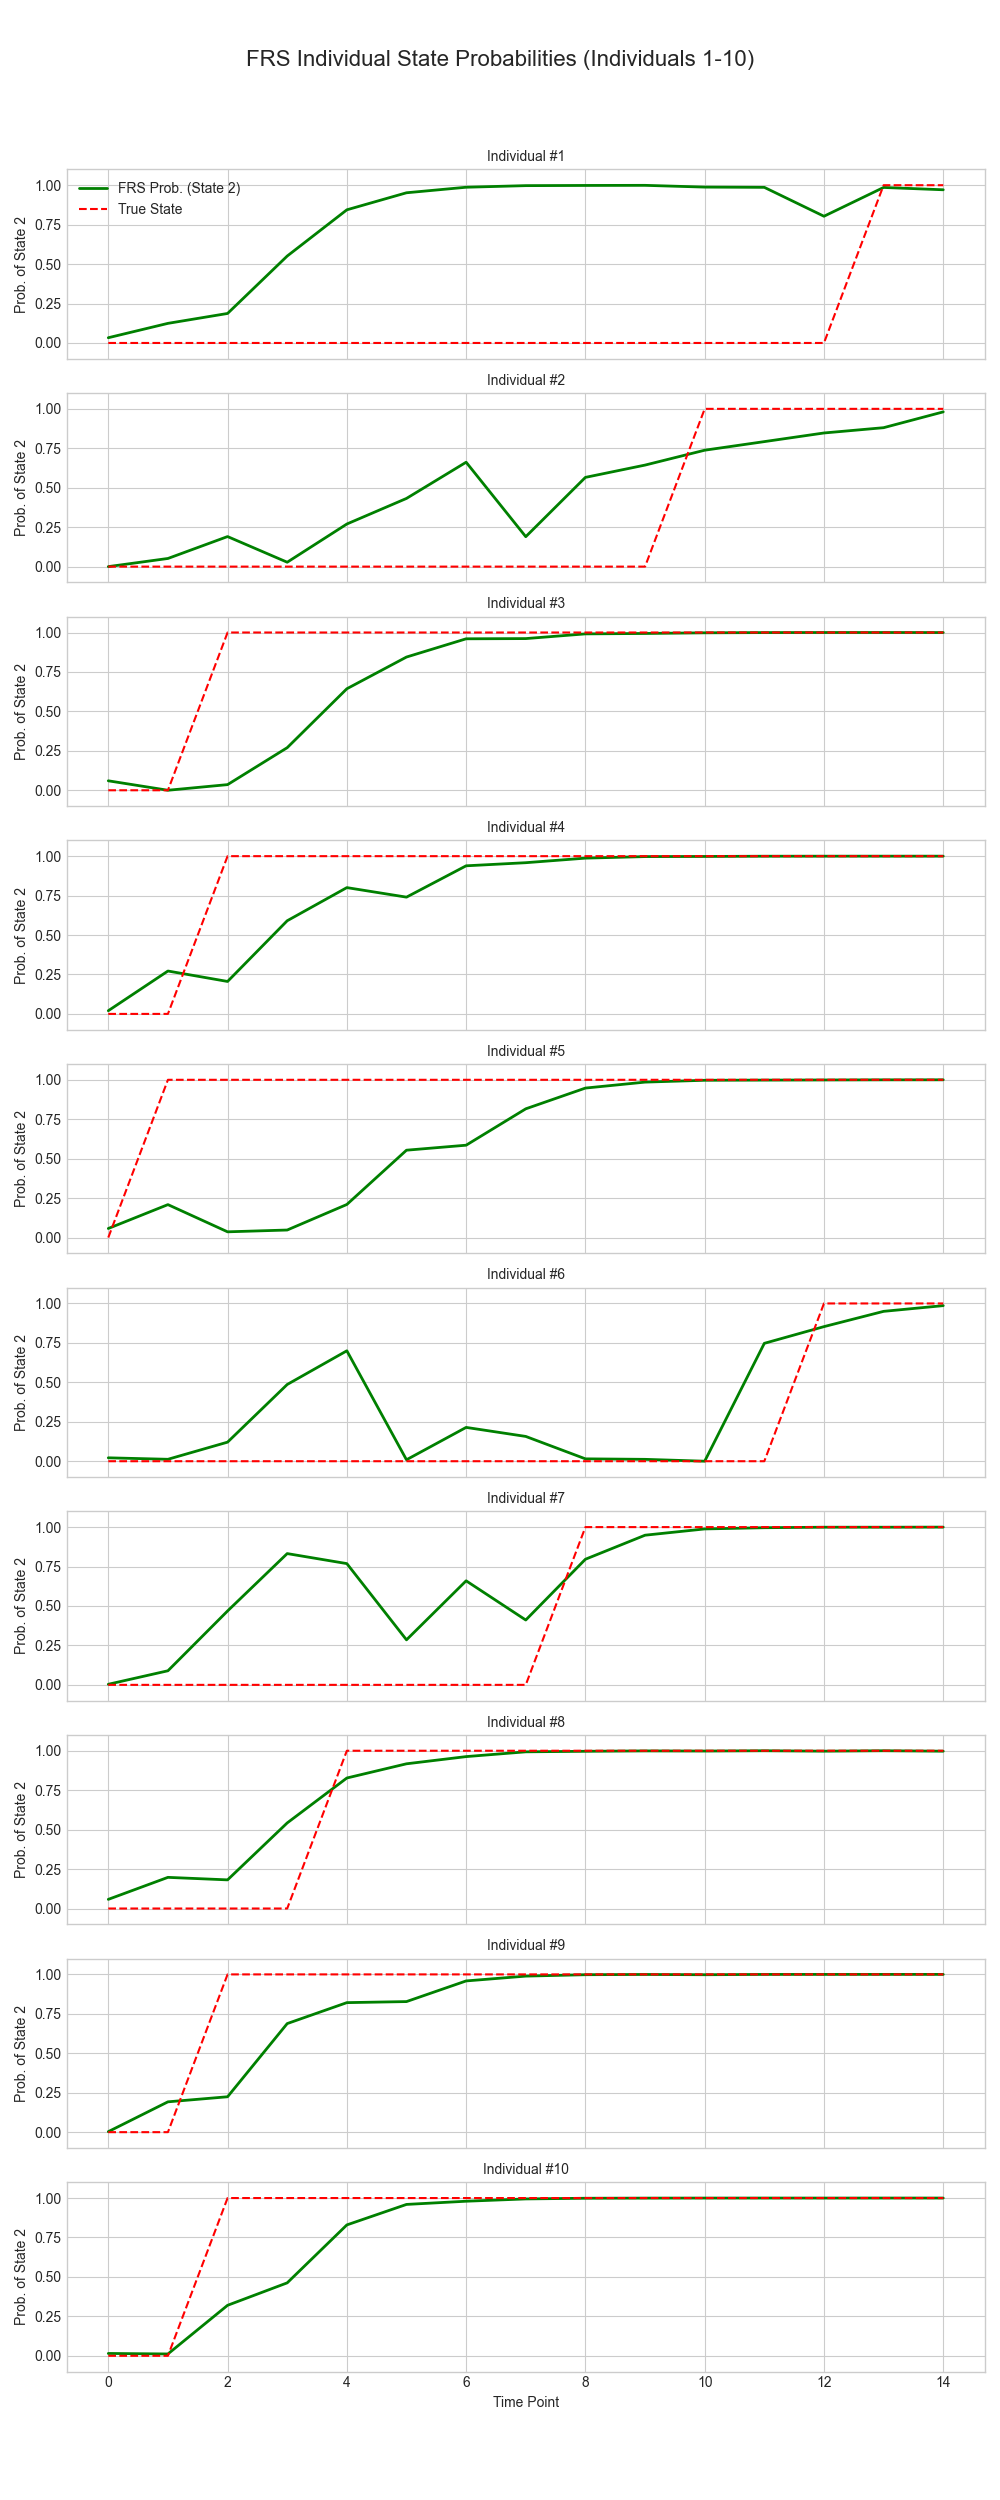 FRS Individual State Probabilities (Individuals 1-10)
Individual #1
FRS Prob. (State 2)
True State
Prob. of State 2
1.00
0.75
0.50
0.25
0.00
Individual #2
Prob. of State 2
1.00
0.75
0.50
0.25
0.00
Individual #3
Prob. of State 2
1.00
0.75
0.50
0.25
0.00
Individual #4
Prob. of State 2
1.00
0.75
0.50
0.25
0.00
Individual #5
Prob. of State 2
1.00
0.75
0.50
0.25
0.00
Individual #6
Prob. of State 2
1.00
0.75
0.50
0.25
0.00
Individual #7
Prob. of State 2
1.00
0.75
0.50
0.25
0.00
Individual #8
Prob. of State 2
1.00
0.75
0.50
0.25
0.00
Individual #9
Prob. of State 2
1.00
0.75
0.50
0.25
0.00
Individual #10
Prob. of State 2
1.00
0.75
0.50
0.25
0.00
0 2 4 6 8 10 12 14
Time Point